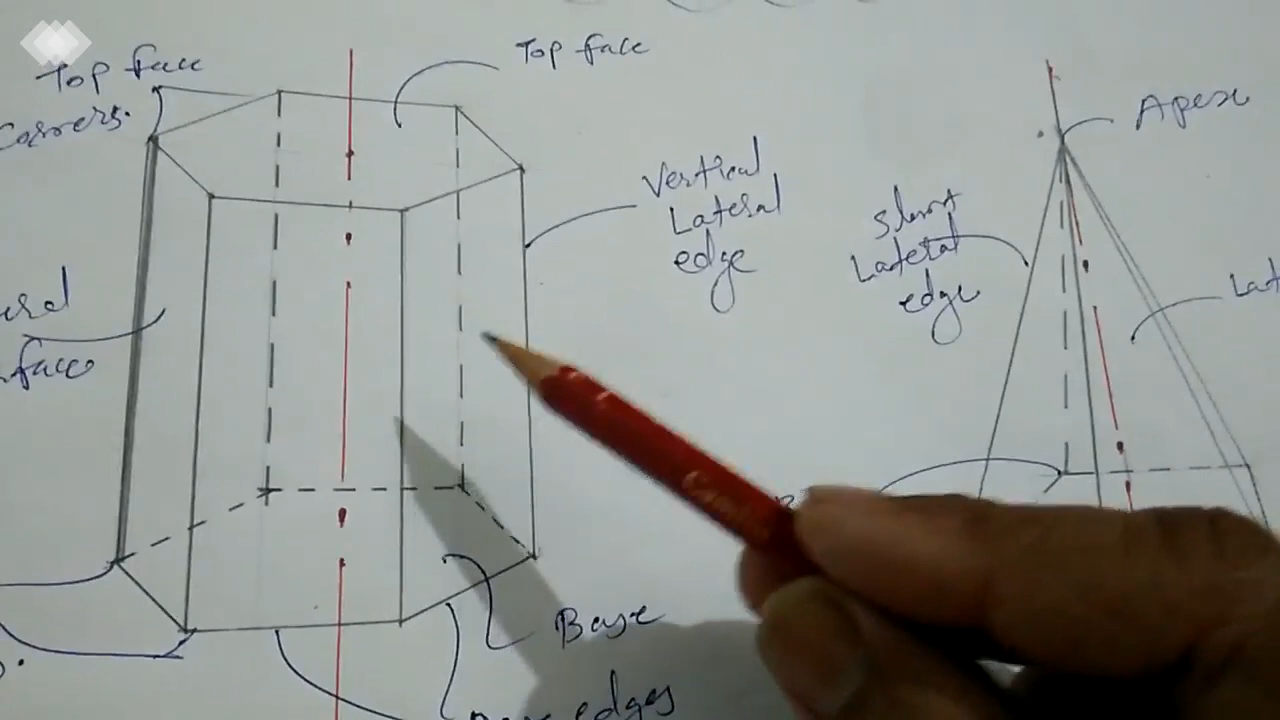 Top face
Top face
Corners.
Apex
Vertical
Lateral
edge
Slant
Lateral
edge
face
Base
edges